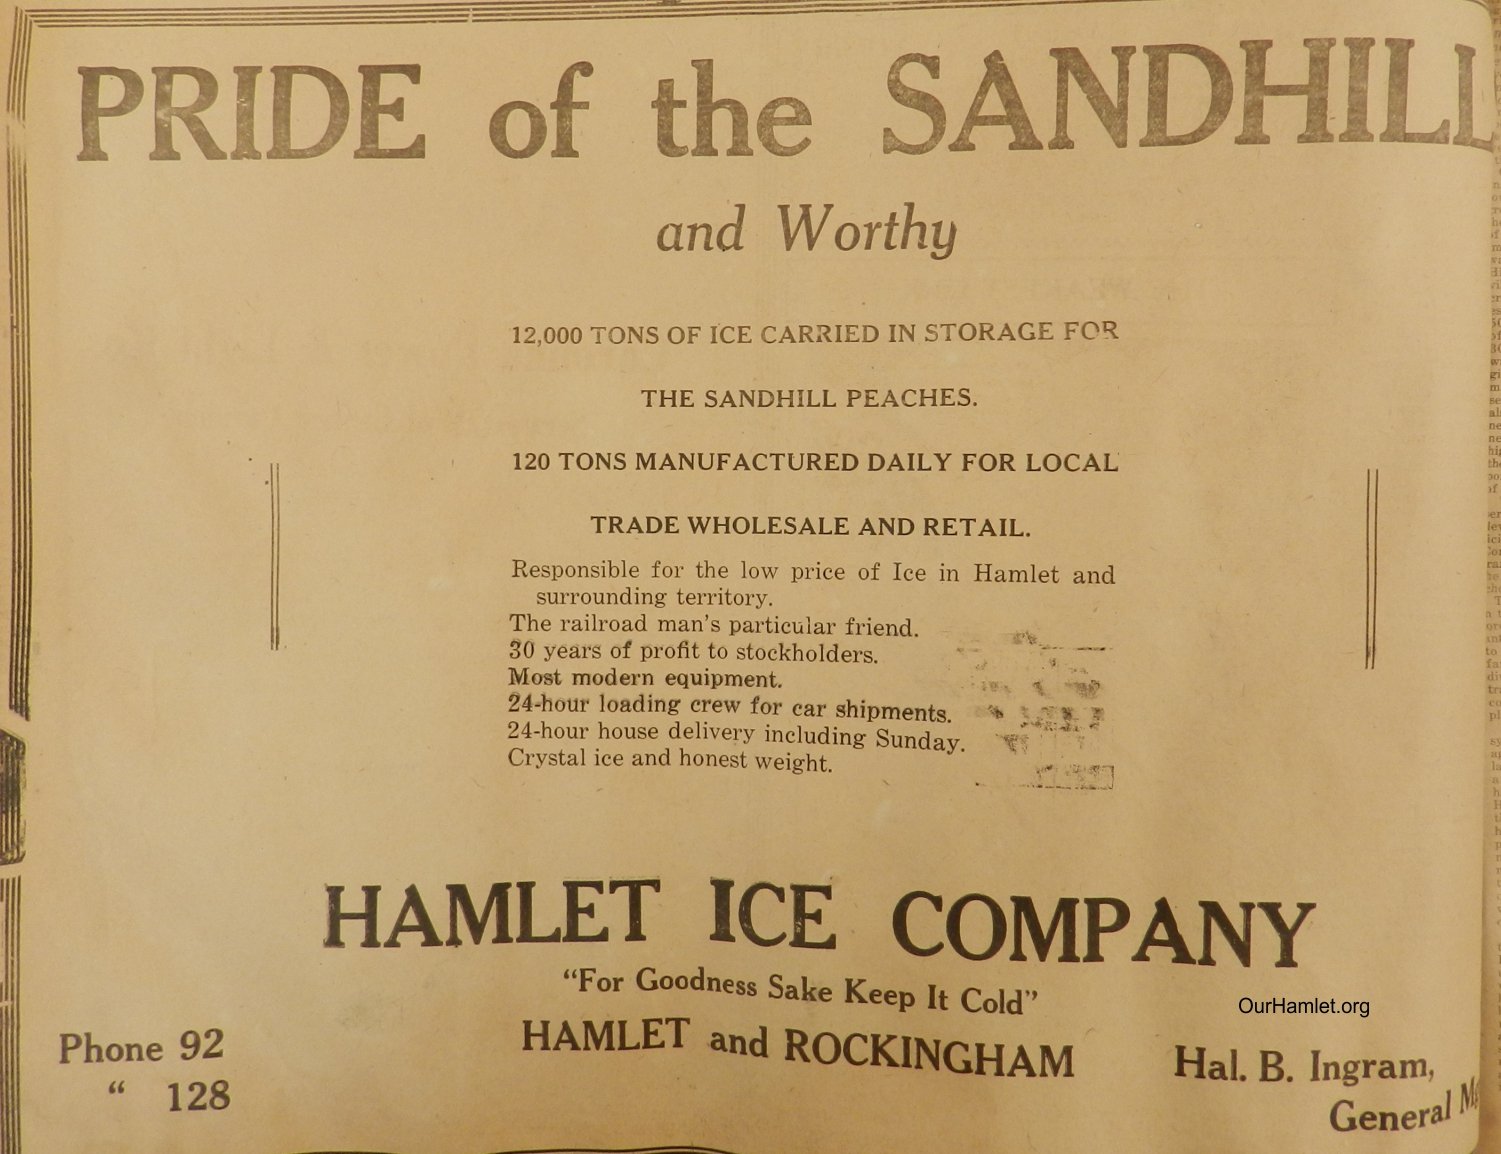 PRIDE of the SANDHILL
and Worthy
12,000 TONS OF ICE CARRIED IN STORAGE FOR
THE SANDHILL PEACHES.
120 TONS MANUFACTURED DAILY FOR LOCAL
TRADE WHOLESALE AND RETAIL.
Responsible for the low price of Ice in Hamlet and
surrounding territory.
The railroad man's particular friend.
30 years of profit to stockholders.
Most modern equipment.
24-hour loading crew for car shipments.
24-hour house delivery including Sunday.
Crystal ice and honest weight.
HAMLET ICE COMPANY
"For Goodness Sake Keep It Cold"
OurHamlet.org
HAMLET and ROCKINGHAM
Phone 92
" 128
Hal. B. Ingram,
General